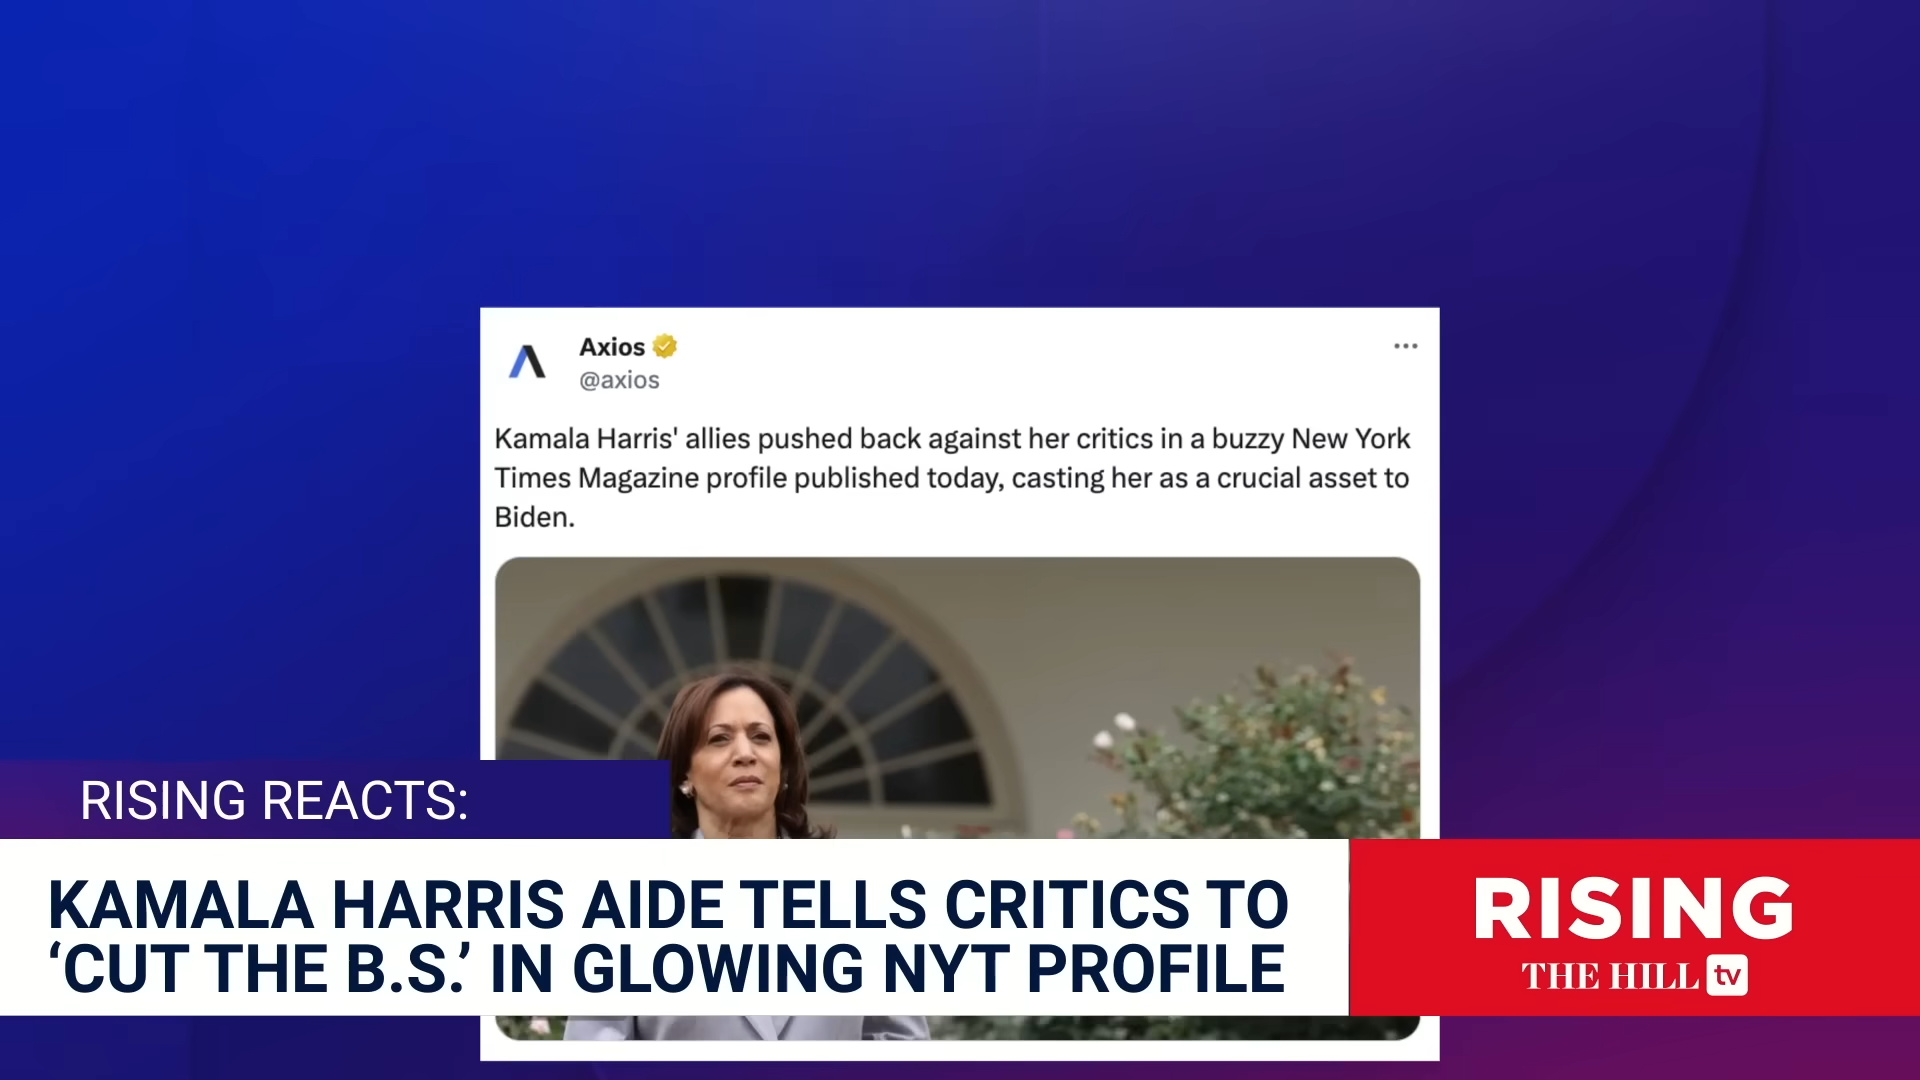 Axios
@axios
Kamala Harris' allies pushed back against her critics in a buzzy New York
Times Magazine profile published today, casting her as a crucial asset to
Biden.
RISING REACTS:
KAMALA HARRIS AIDE TELLS CRITICS TO
‘CUT THE B.S.’ IN GLOWING NYT PROFILE
RISING
THE HILL tv